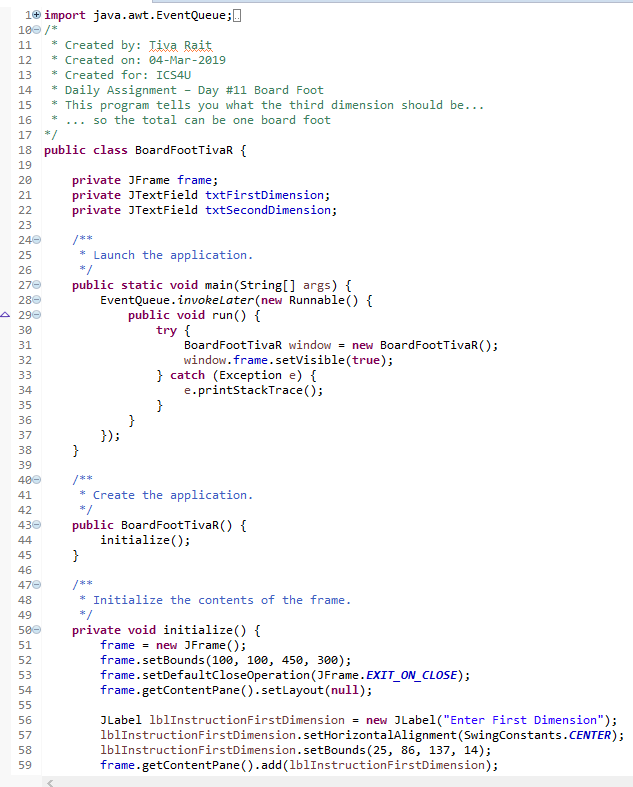 1 import java.awt.EventQueue;
10 /*
11  * Created by: Tiva Rait
12  * Created on: 04-Mar-2019
13  * Created for: ICS4U
14  * Daily Assignment – Day #11 Board Foot
15  * This program tells you what the third dimension should be...
16  * ... so the total can be one board foot
17 */
18 public class BoardFootTivaR {
19
20     private JFrame frame;
21     private JTextField txtFirstDimension;
22     private JTextField txtSecondDimension;
23
24     /**
25      * Launch the application.
26      */
27     public static void main(String[] args) {
28         EventQueue.invokeLater(new Runnable() {
29             public void run() {
30                 try {
31                     BoardFootTivaR window = new BoardFootTivaR();
32                     window.frame.setVisible(true);
33                 } catch (Exception e) {
34                     e.printStackTrace();
35                 }
36             }
37         });
38     }
39
40     /**
41      * Create the application.
42      */
43     public BoardFootTivaR() {
44         initialize();
45     }
46
47     /**
48      * Initialize the contents of the frame.
49      */
50     private void initialize() {
51         frame = new JFrame();
52         frame.setBounds(100, 100, 450, 300);
53         frame.setDefaultCloseOperation(JFrame.EXIT_ON_CLOSE);
54         frame.getContentPane().setLayout(null);
55
56         JLabel lblInstructionFirstDimension = new JLabel("Enter First Dimension");
57         lblInstructionFirstDimension.setHorizontalAlignment(SwingConstants.CENTER);
58         lblInstructionFirstDimension.setBounds(25, 86, 137, 14);
59         frame.getContentPane().add(lblInstructionFirstDimension);